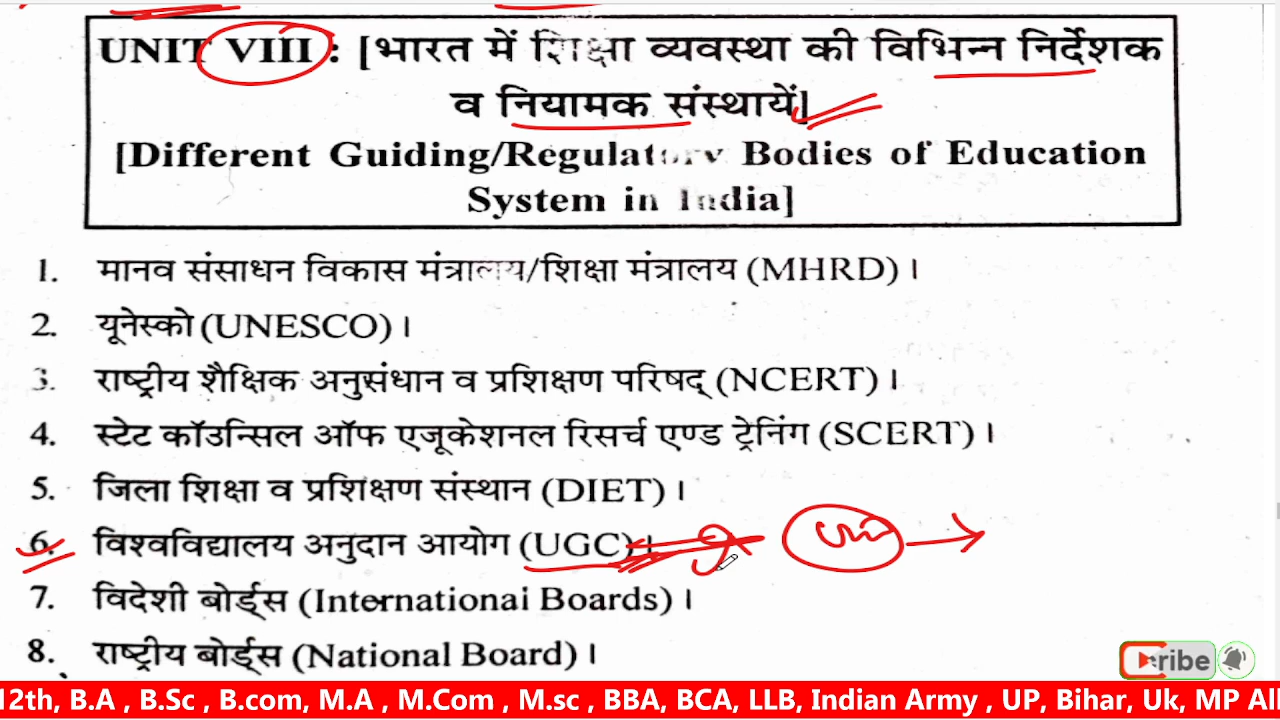 UNIT VIII : [भारत में शिक्षा व्यवस्था की विभिन्न निर्देशक
व नियामक संस्थायें]
[Different Guiding/Regulatory Bodies of Education
System in India]
1. मानव संसाधन विकास मंत्रालय/शिक्षा मंत्रालय (MHRD) ।
2. यूनेस्को (UNESCO) ।
3. राष्ट्रीय शैक्षिक अनुसंधान व प्रशिक्षण परिषद् (NCERT) ।
4. स्टेट कॉउन्सिल ऑफ एजूकेशनल रिसर्च एण्ड ट्रेनिंग (SCERT) ।
5. जिला शिक्षा व प्रशिक्षण संस्थान (DIET) ।
6. विश्वविद्यालय अनुदान आयोग (UGC) ।
7. विदेशी बोर्ड्स (Internationai Boards) ।
8. राष्ट्रीय बोर्ड्स (National Board) ।
ribe
12th, B.A , B.Sc , B.com, M.A , M.Com , M.sc , BBA, BCA, LLB, Indian Army , UP, Bihar, Uk, MP Al